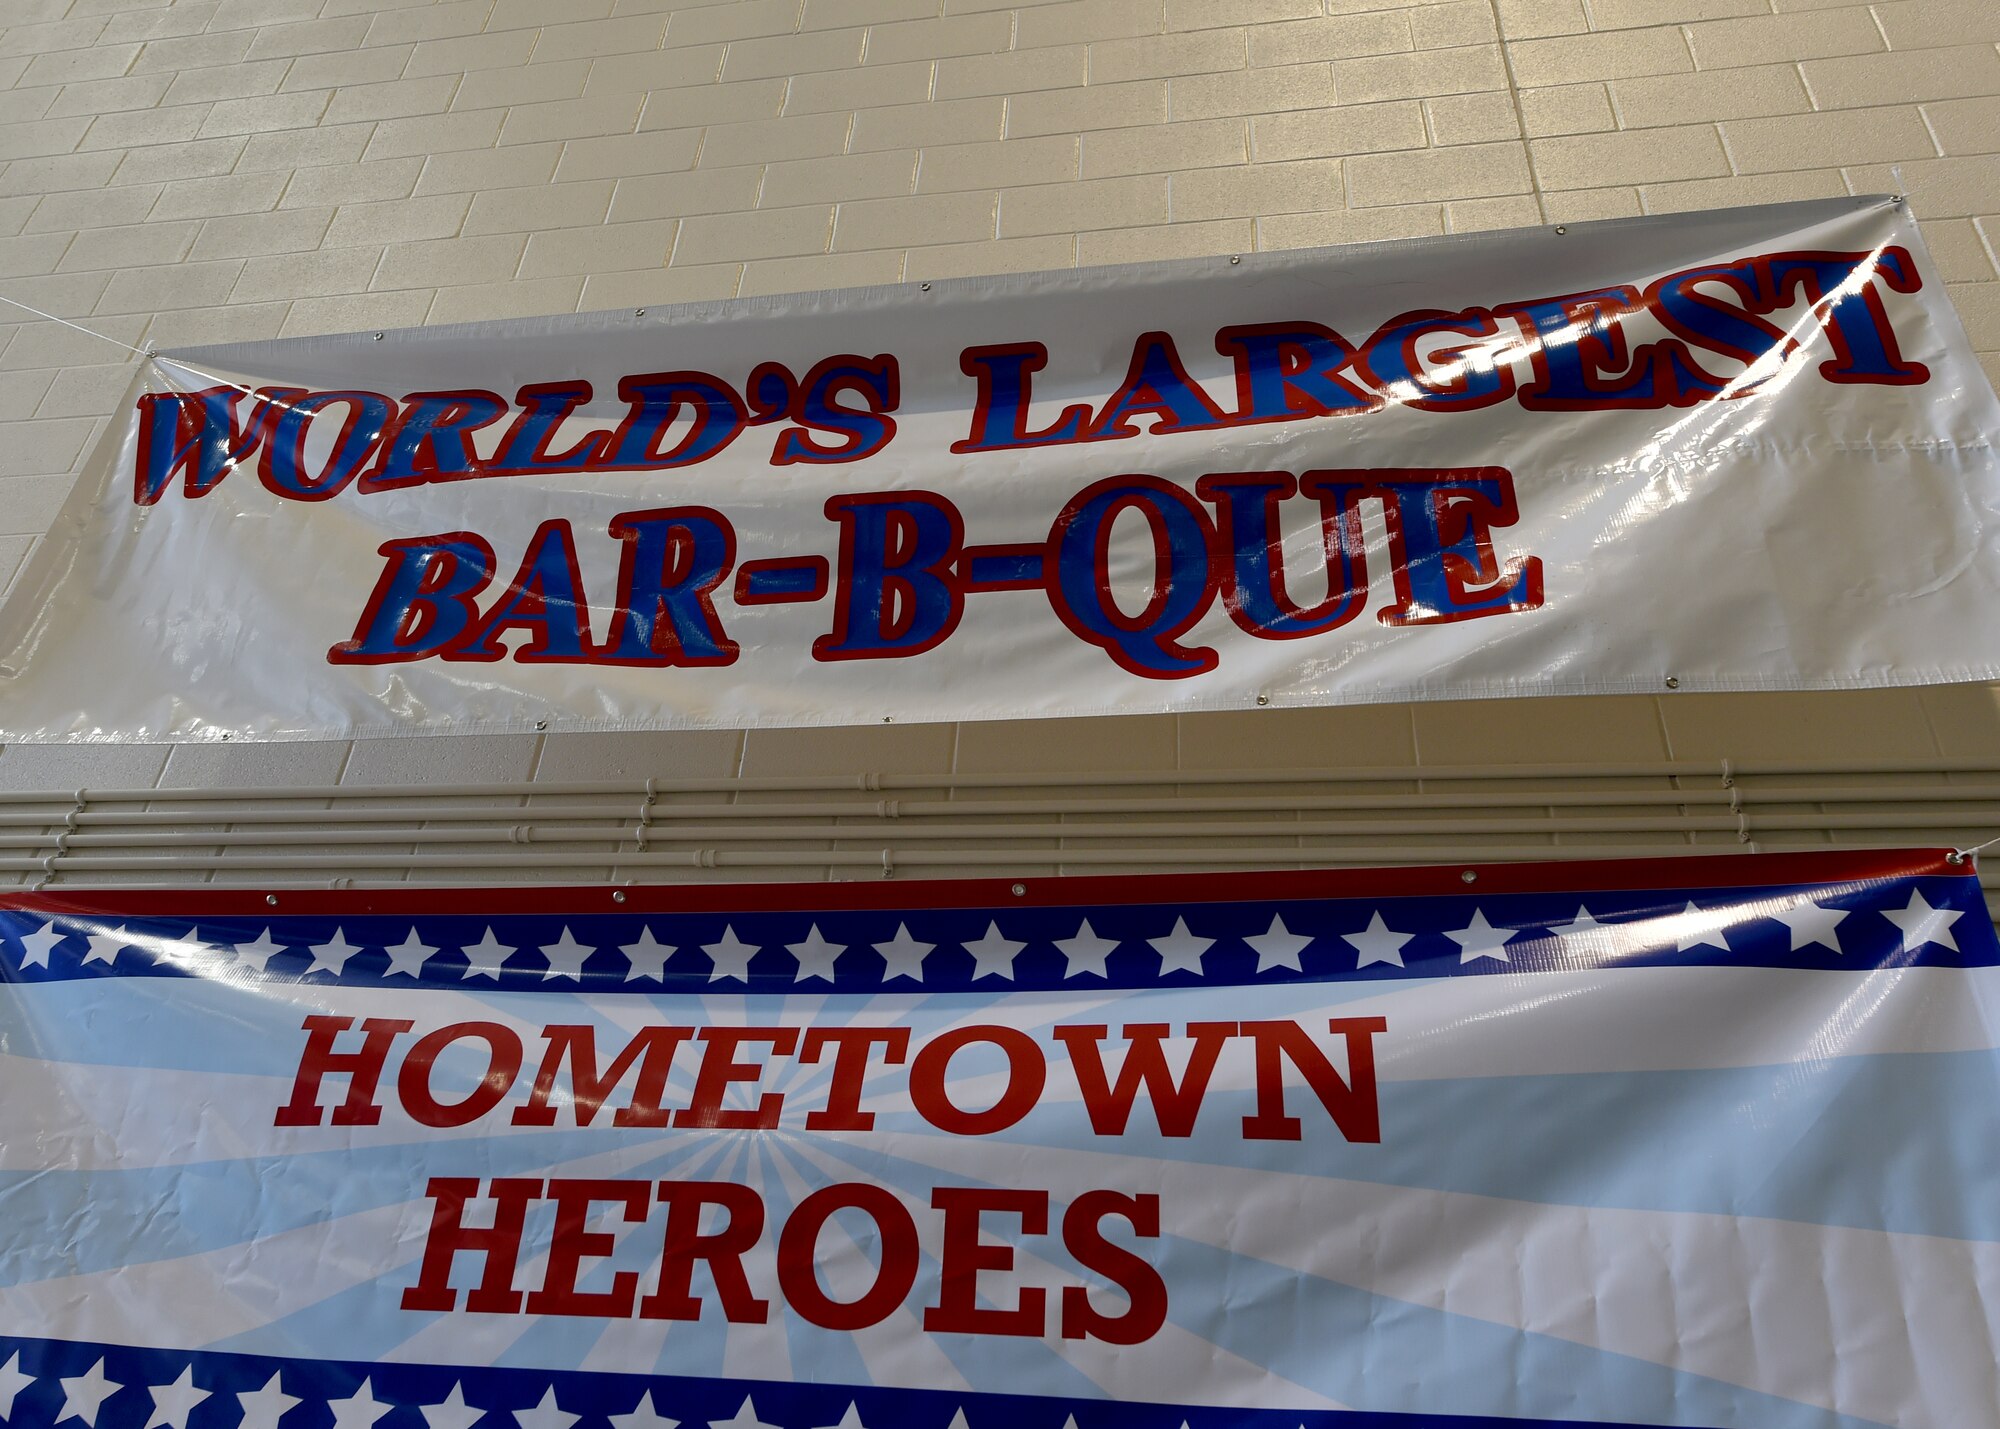 WORLD'S LARGEST
BAR-B-QUE
HOMETOWN
HEROES